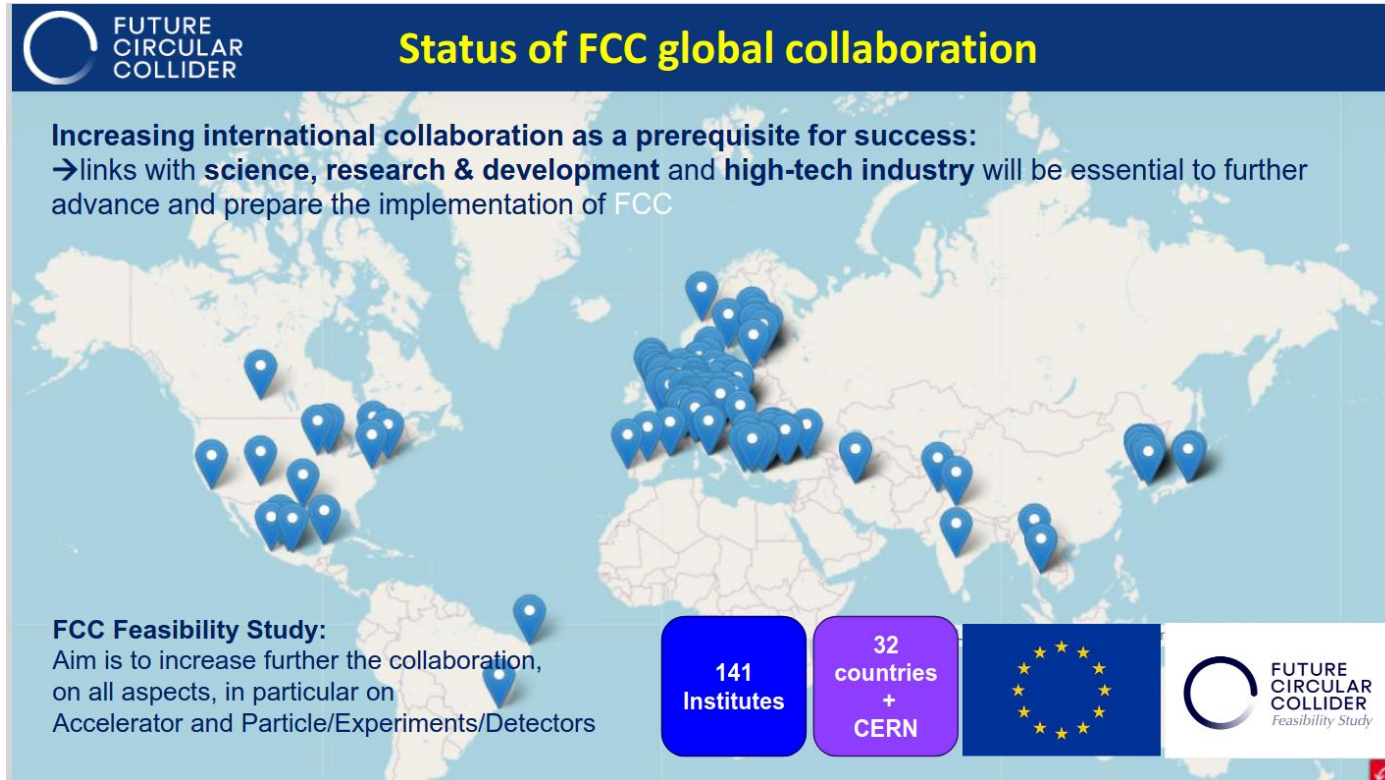 FUTURE
CIRCULAR
COLLIDER
Status of FCC global collaboration
Increasing international collaboration as a prerequisite for success:
→links with science, research & development and high-tech industry will be essential to further
advance and prepare the implementation of FCC
FCC Feasibility Study:
Aim is to increase further the collaboration,
on all aspects, in particular on
Accelerator and Particle/Experiments/Detectors
141
Institutes
32
countries
+
CERN
FUTURE
CIRCULAR
COLLIDER
Feasibility Study